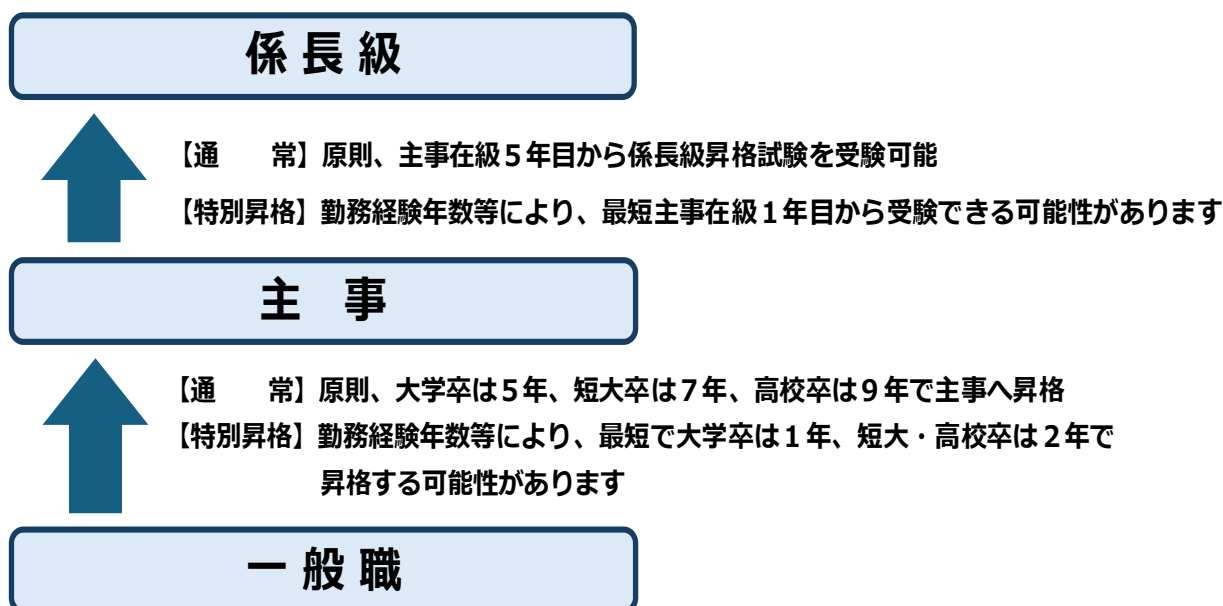 係長級
【通　　常】原則、主事在級５年目から係長級昇格試験を受験可能
【特別昇格】勤務経験年数等により、最短主事在級１年目から受験できる可能性があります
主　事
【通　　常】原則、大学卒は５年、短大卒は７年、高校卒は９年で主事へ昇格
【特別昇格】勤務経験年数等により、最短で大学卒は１年、短大・高校卒は２年で
昇格する可能性があります
一般職